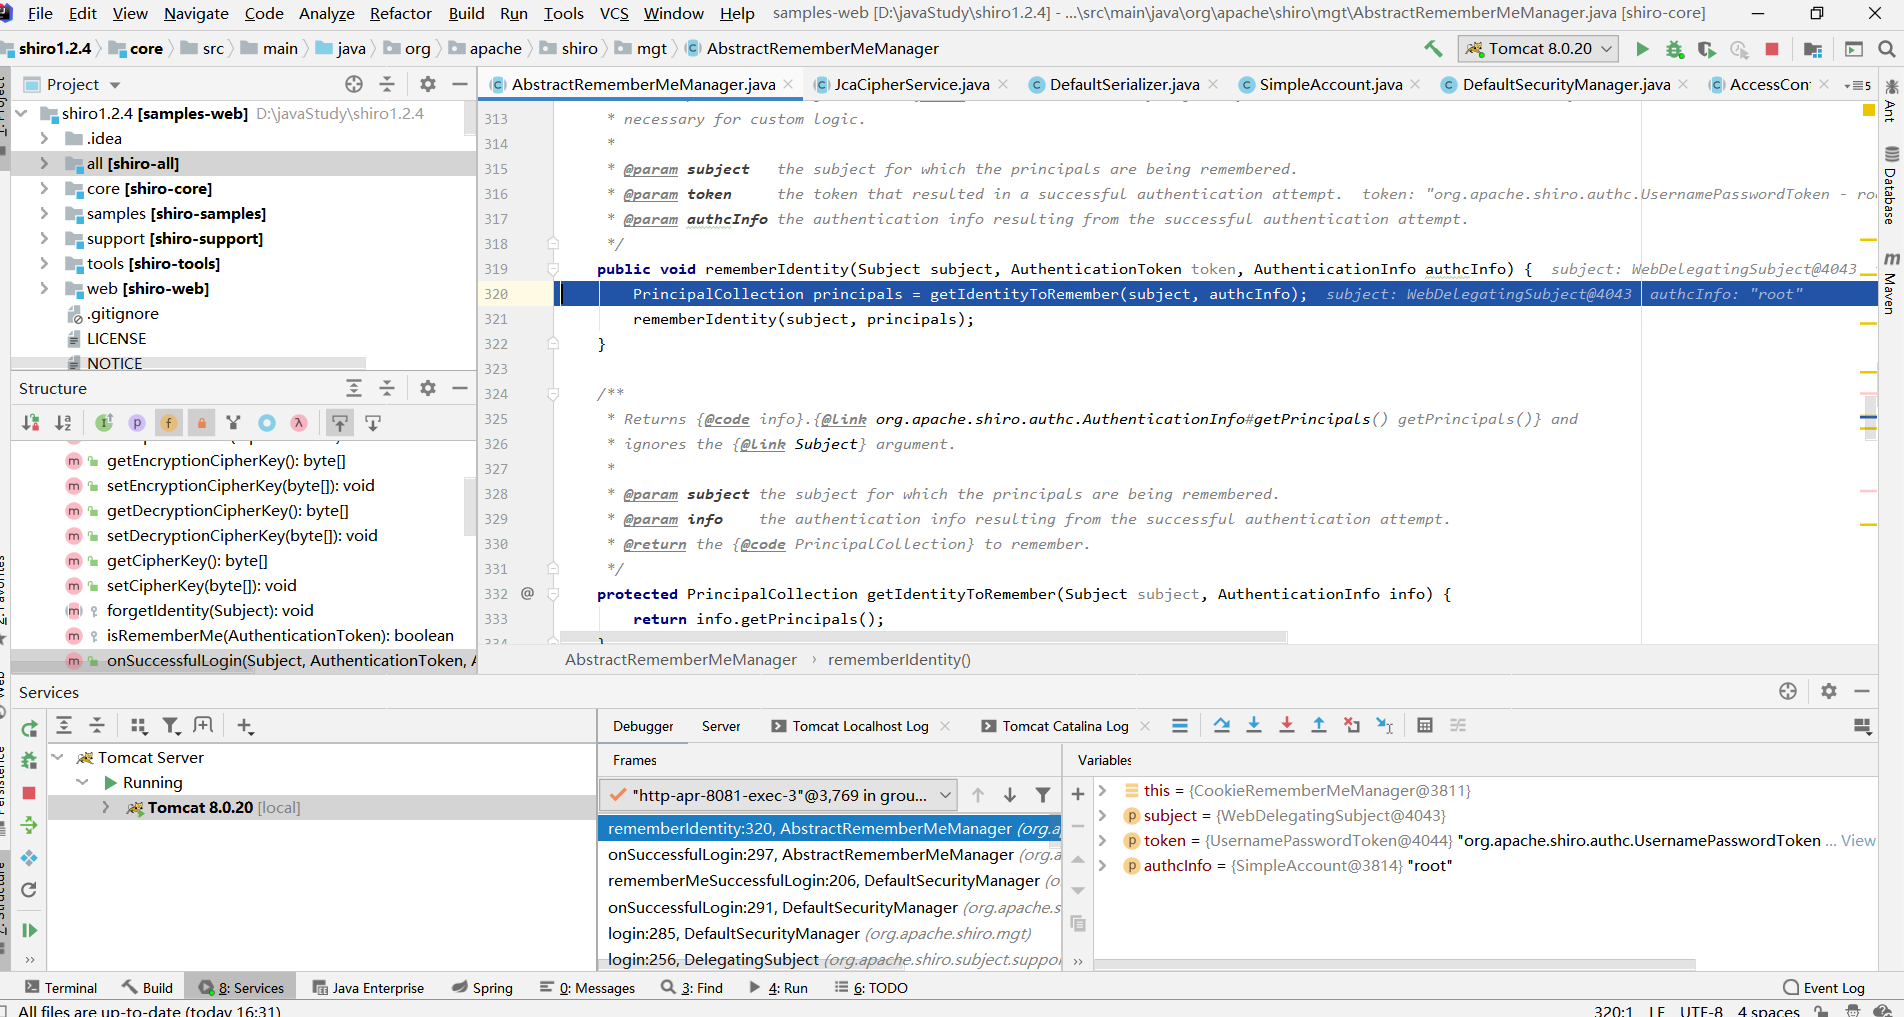 File Edit View Navigate Code Analyze Refactor Build Run Tools VCS Window Help samples-web [D:\javaStudy\shiro1.2.4] - ...\src\main\java\org\apache\shiro\mgt\AbstractRememberMeManager.java [shiro-core]
shiro1.2.4 core src main java org apache shiro mgt AbstractRememberMeManager Tomcat 8.0.20
Project
AbstractRememberMeManager.java JcaCipherService.java DefaultSerializer.java SimpleAccount.java DefaultSecurityManager.java AccessCon 5
shiro1.2.4 [samples-web] D:\javaStudy\shiro1.2.4
.idea
all [shiro-all]
core [shiro-core]
samples [shiro-samples]
support [shiro-support]
tools [shiro-tools]
web [shiro-web]
.gitignore
LICENSE
NOTICE
Structure
getEncryptionCipherKey(): byte[]
setEncryptionCipherKey(byte[]): void
getDecryptionCipherKey(): byte[]
setDecryptionCipherKey(byte[]): void
getCipherKey(): byte[]
setCipherKey(byte[]): void
forgetIdentity(Subject): void
isRememberMe(AuthenticationToken): boolean
onSuccessfulLogin(Subject, AuthenticationToken, A
313 * necessary for custom logic.
314 *
315 * @param subject the subject for which the principals are being remembered.
316 * @param token the token that resulted in a successful authentication attempt. token: "org.apache.shiro.authc.UsernamePasswordToken - ro
317 * @param authcInfo the authentication info resulting from the successful authentication attempt.
318 */
319 public void rememberIdentity(Subject subject, AuthenticationToken token, AuthenticationInfo authcInfo) { subject: WebDelegatingSubject@4043
320 PrincipalCollection principals = getIdentityToRemember(subject, authcInfo); subject: WebDelegatingSubject@4043 authcInfo: "root"
321 rememberIdentity(subject, principals);
322 }
323
324 /**
325 * Returns {@code info}.{@link org.apache.shiro.authc.AuthenticationInfo#getPrincipals() getPrincipals()} and
326 * ignores the {@link Subject} argument.
327 *
328 * @param subject the subject for which the principals are being remembered.
329 * @param info the authentication info resulting from the successful authentication attempt.
330 * @return the {@code PrincipalCollection} to remember.
331 */
332 @ protected PrincipalCollection getIdentityToRemember(Subject subject, AuthenticationInfo info) {
333 return info.getPrincipals();
334 }
AbstractRememberMeManager › rememberIdentity()
Ant
Database
Maven
Services
Tomcat Server
Running
Tomcat 8.0.20 [local]
Debugger Server Tomcat Localhost Log Tomcat Catalina Log
Frames
"http-apr-8081-exec-3"@3,769 in grou...
rememberIdentity:320, AbstractRememberMeManager (org.a
onSuccessfulLogin:297, AbstractRememberMeManager (org.a
rememberMeSuccessfulLogin:206, DefaultSecurityManager (o
onSuccessfulLogin:291, DefaultSecurityManager (org.apache.s
login:285, DefaultSecurityManager (org.apache.shiro.mgt)
login:256, DelegatingSubject (org.apache.shiro.subject.suppor
Variables
this = {CookieRememberMeManager@3811}
subject = {WebDelegatingSubject@4043}
token = {UsernamePasswordToken@4044} "org.apache.shiro.authc.UsernamePasswordToken ... View
authcInfo = {SimpleAccount@3814} "root"
Terminal Build 8: Services Java Enterprise Spring 0: Messages 3: Find 4: Run 6: TODO Event Log
All files are up-to-date (today 16:31) 320:1 LF UTF-8 4 spaces